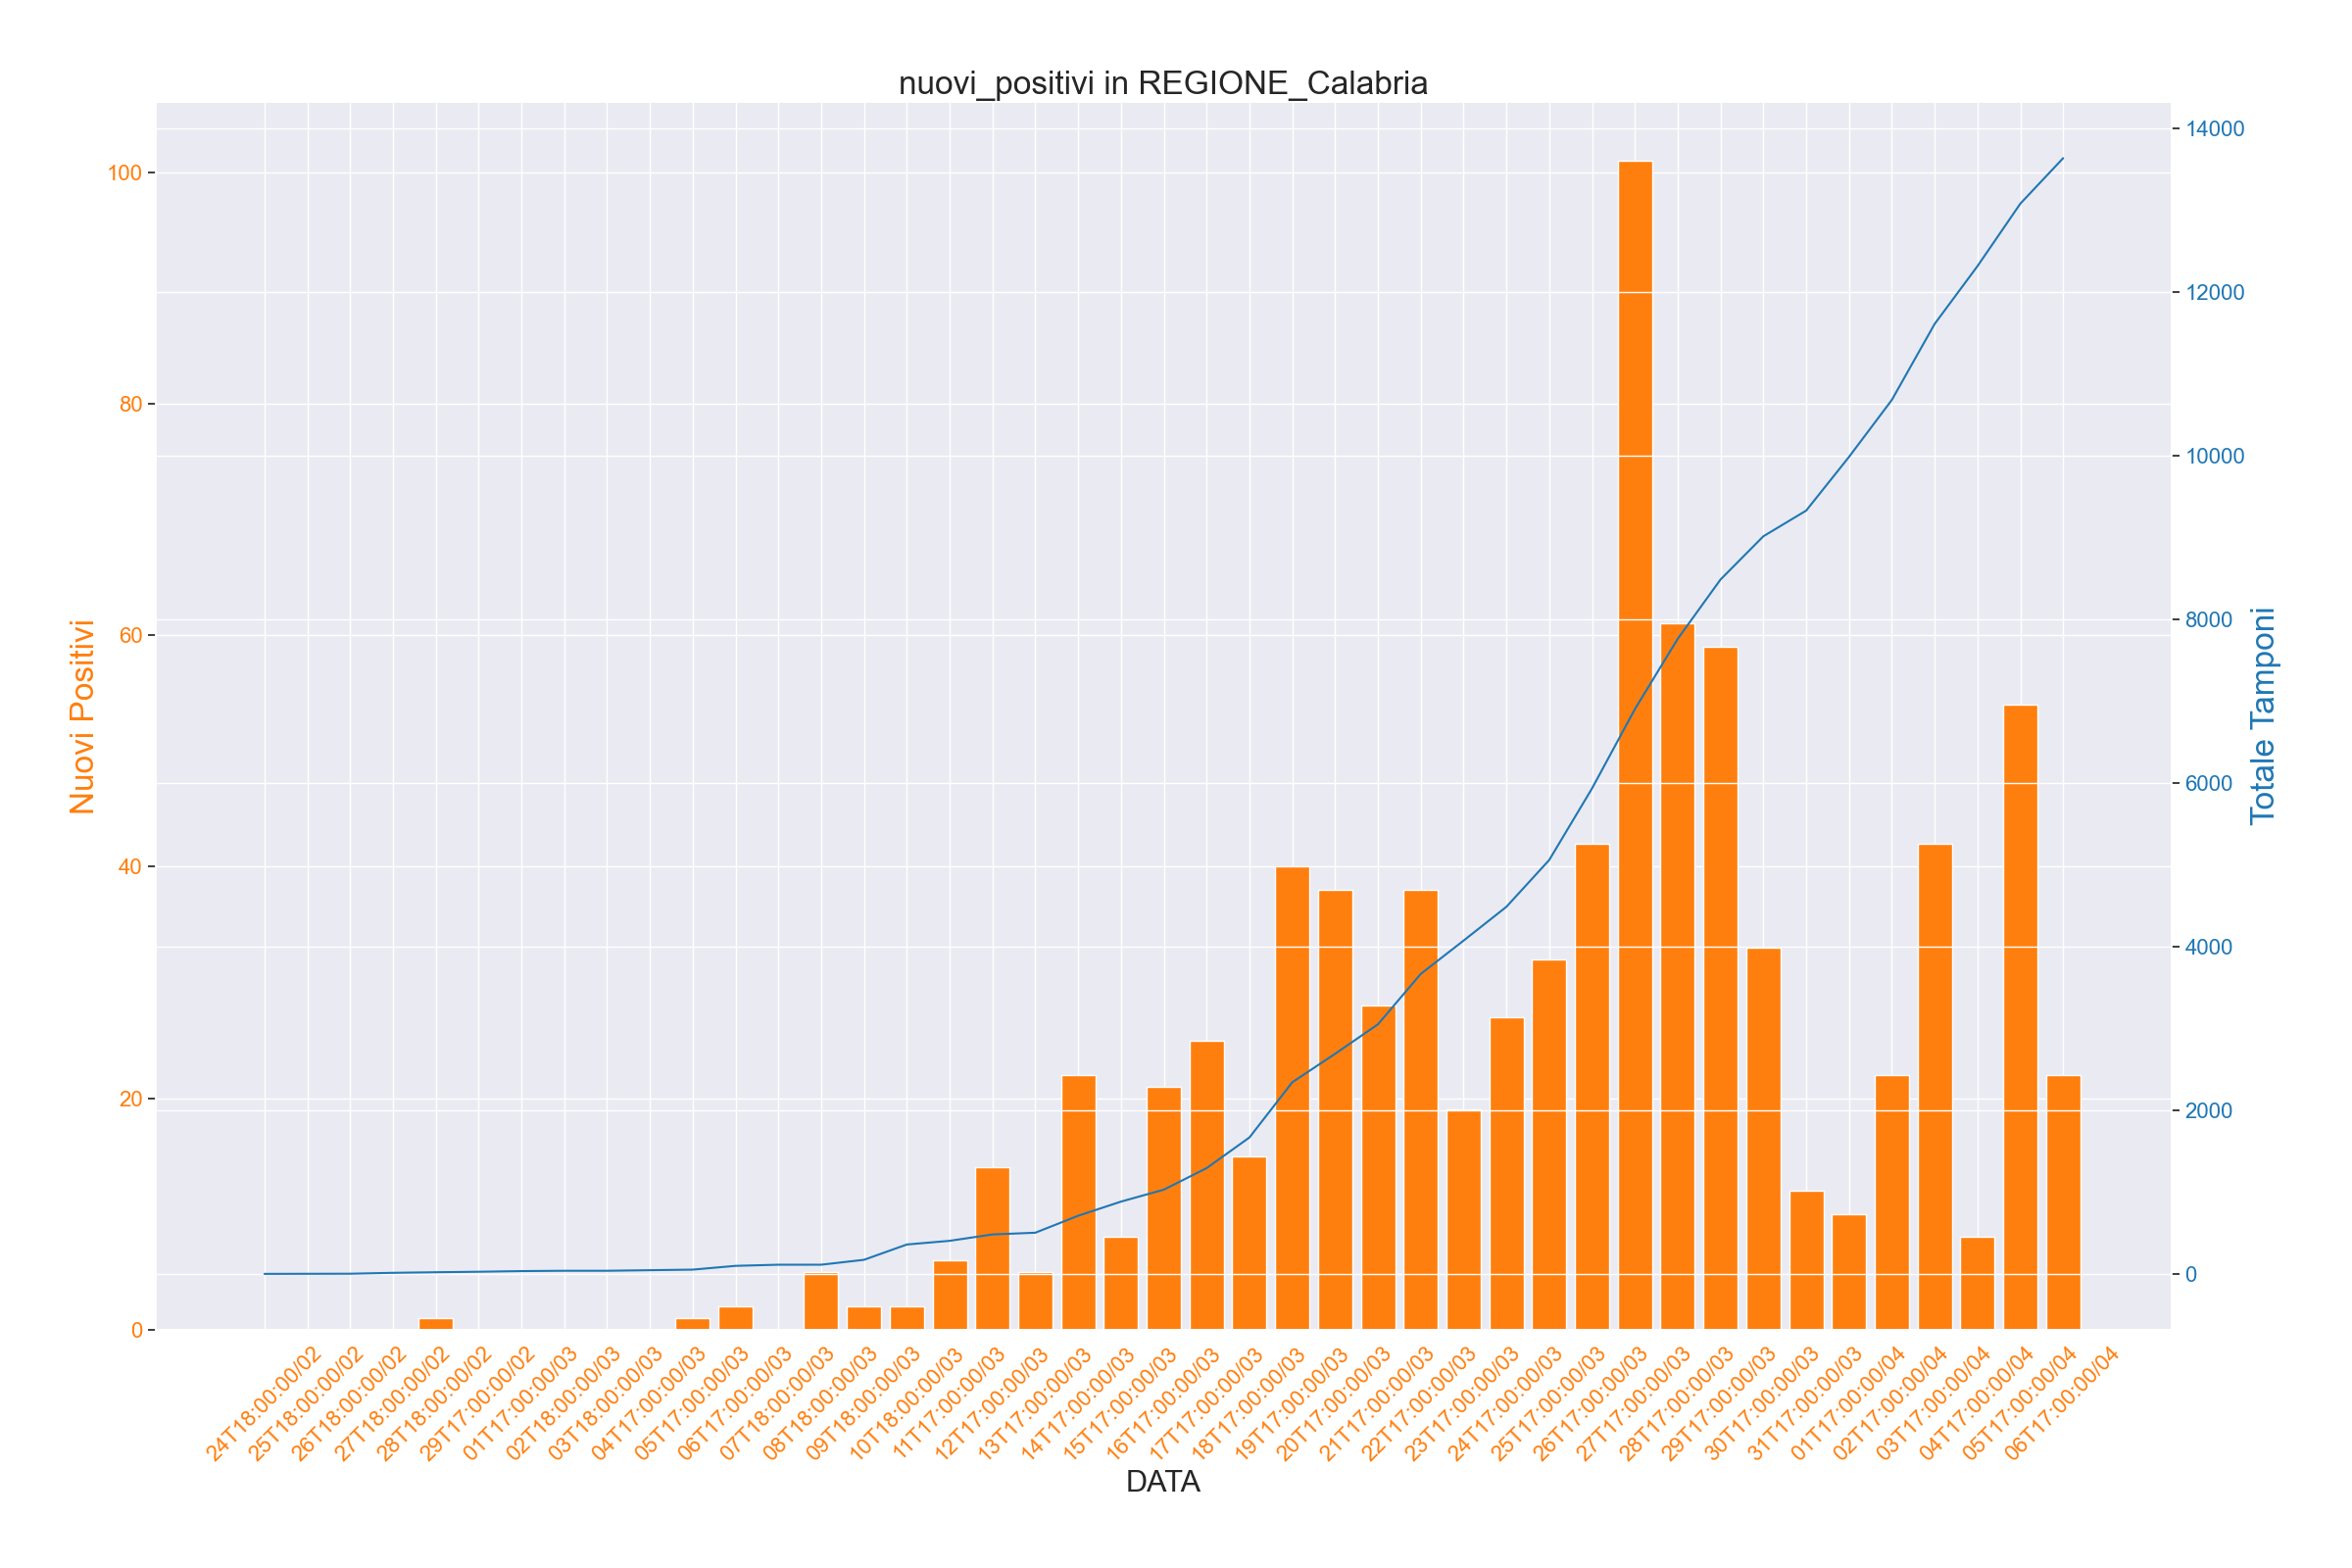 nuovi_positivi in REGIONE_Calabria
Nuovi Positivi
100
80
60
40
20
0
14000
12000
10000
8000
6000
4000
2000
0
Totale Tamponi
24T18:00:00/02
25T18:00:00/02
26T18:00:00/02
27T18:00:00/02
28T18:00:00/02
29T17:00:00/02
01T17:00:00/03
02T18:00:00/03
03T18:00:00/03
04T17:00:00/03
05T17:00:00/03
06T17:00:00/03
07T18:00:00/03
08T18:00:00/03
09T18:00:00/03
10T18:00:00/03
11T17:00:00/03
12T17:00:00/03
13T17:00:00/03
14T17:00:00/03
15T17:00:00/03
16T17:00:00/03
17T17:00:00/03
18T17:00:00/03
19T17:00:00/03
20T17:00:00/03
21T17:00:00/03
22T17:00:00/03
23T17:00:00/03
24T17:00:00/03
25T17:00:00/03
26T17:00:00/03
27T17:00:00/03
28T17:00:00/03
29T17:00:00/03
30T17:00:00/03
31T17:00:00/03
01T17:00:00/04
02T17:00:00/04
03T17:00:00/04
04T17:00:00/04
05T17:00:00/04
06T17:00:00/04
DATA